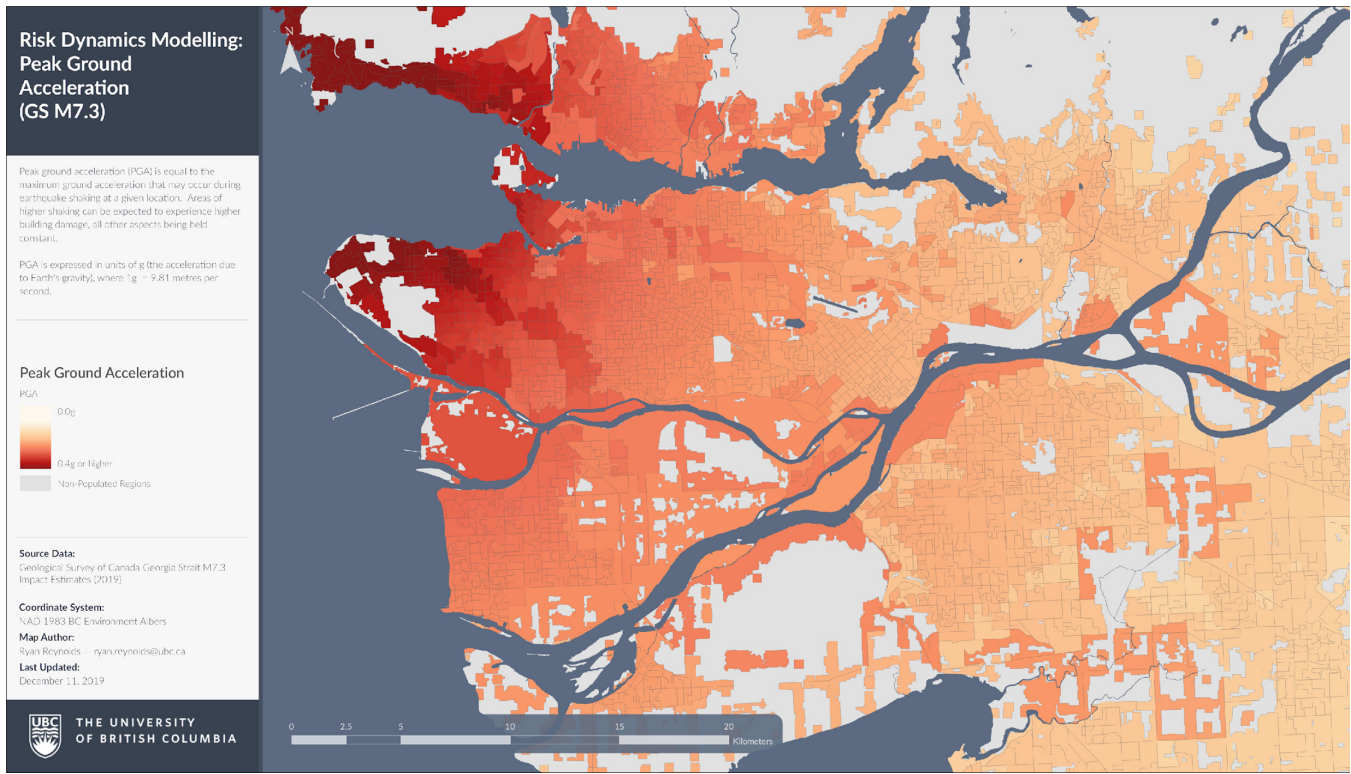 Risk Dynamics Modelling:
Peak Ground
Acceleration
(GS M7.3)
Peak ground acceleration (PGA) is equal to the
maximum ground acceleration that may occur during
earthquake shaking at a given location. Areas of
higher shaking can be expected to experience higher
building damage, all other aspects being held
constant.
PGA is expressed in units of g (the acceleration due
to Earth's gravity), where 1g = 9.81 metres per
second.
Peak Ground Acceleration
PGA
0.0g
0.4g or higher
Non-Populated Regions
Source Data:
Geological Survey of Canada Georgia Strait M7.3
Impact Estimates (2019)
Coordinate System:
NAD 1983 BC Environment Albers
Map Author:
Ryan Reynolds - ryan.reynolds@ubc.ca
Last Updated:
December 11, 2019
UBC
THE UNIVERSITY
OF BRITISH COLUMBIA
N
0 2.5 5 10 15 20
Kilometers